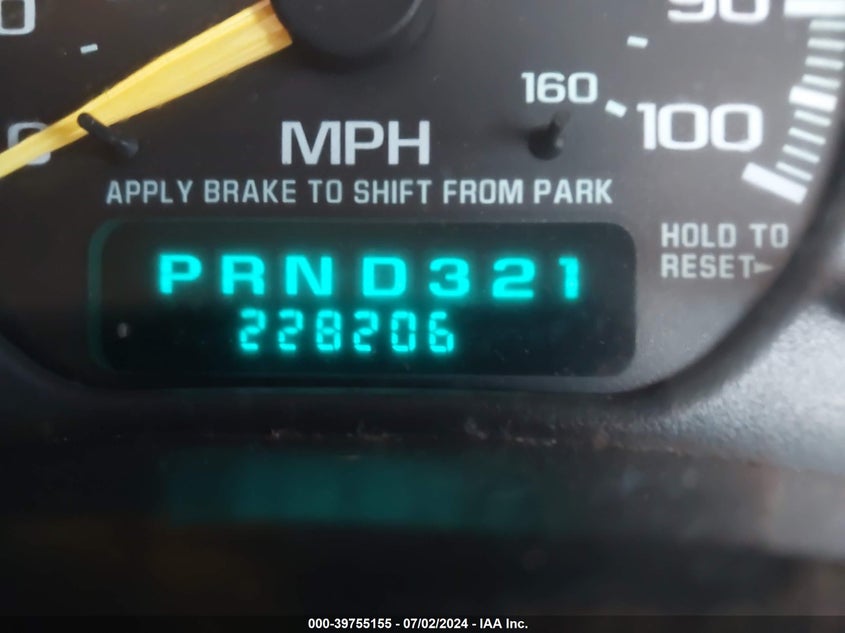 90
160
100
MPH
APPLY BRAKE TO SHIFT FROM PARK
HOLD TO
RESET
PRND321
228206
000-39755155 - 07/02/2024 - IAA Inc.